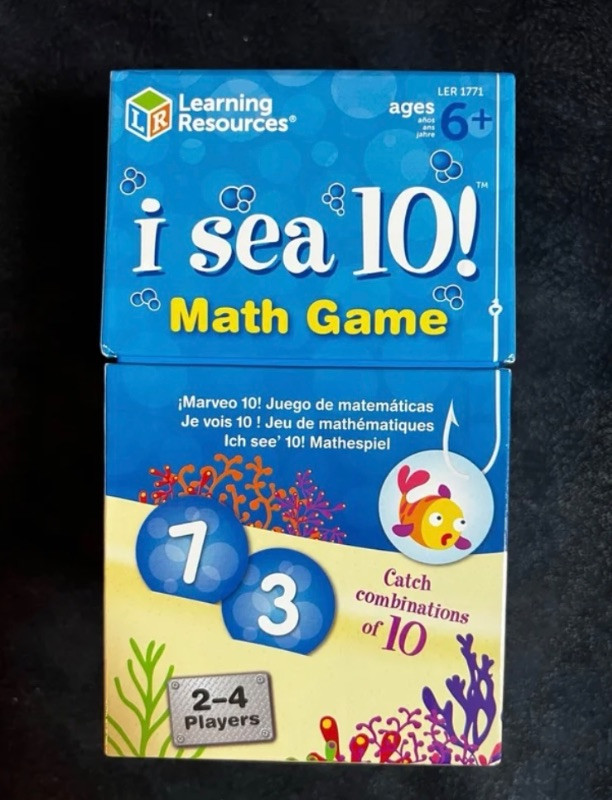 LER 1771
LR Learning
Resources®
ages 6+
años
ans
jahre
i sea 10!™
Math Game
¡Marveo 10! Juego de matemáticas
Je vois 10 ! Jeu de mathématiques
Ich see' 10! Mathespiel
7
3
Catch
combinations
of 10
2–4
Players